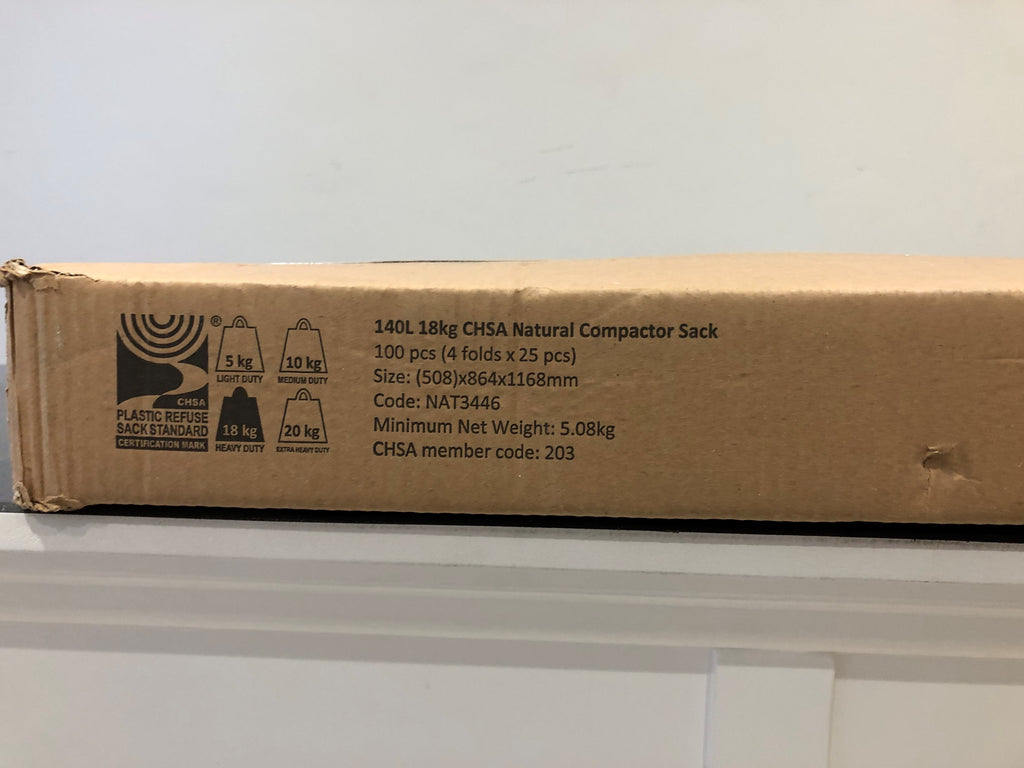 ®
5 kg
LIGHT DUTY
10 kg
MEDIUM DUTY
CHSA
PLASTIC REFUSE
SACK STANDARD
CERTIFICATION MARK
18 kg
HEAVY DUTY
20 kg
EXTRA HEAVY DUTY
140L 18kg CHSA Natural Compactor Sack
100 pcs (4 folds x 25 pcs)
Size: (508)x864x1168mm
Code: NAT3446
Minimum Net Weight: 5.08kg
CHSA member code: 203